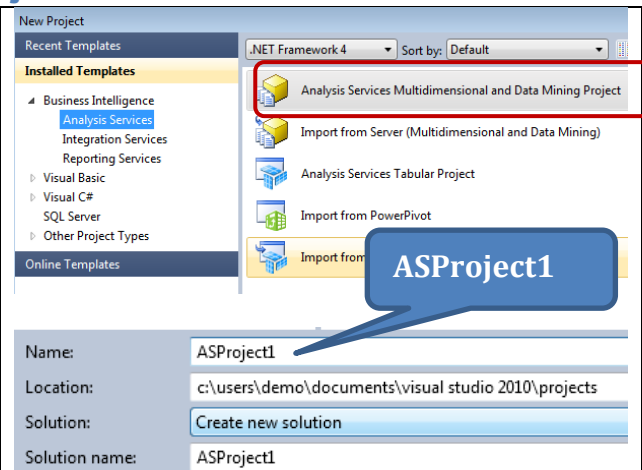 New Project
Recent Templates
.NET Framework 4 Sort by: Default
Installed Templates
Business Intelligence
Analysis Services
Integration Services
Reporting Services
Visual Basic
Visual C#
SQL Server
Other Project Types
Online Templates
Analysis Services Multidimensional and Data Mining Project
Import from Server (Multidimensional and Data Mining)
Analysis Services Tabular Project
Import from PowerPivot
Import from
ASProject1
Name: ASProject1
Location: c:\users\demo\documents\visual studio 2010\projects
Solution: Create new solution
Solution name: ASProject1